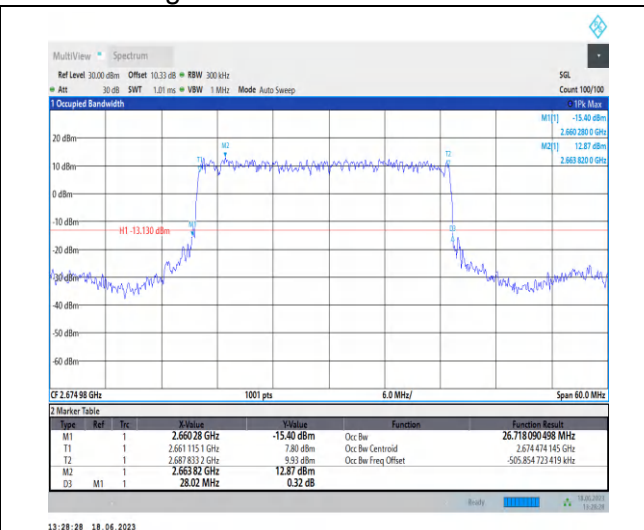 MultiView Spectrum
Ref Level 30.00 dBm Offset 10.33 dB RBW 300 kHz SGL
Att 30 dB SWT 1.01 ms VBW 1 MHz Mode Auto Sweep Count 100/100
1 Occupied Bandwidth 1Pk Max
M1[1] -15.40 dBm
2.660 280 0 GHz
M2[1] 12.87 dBm
2.663 820 0 GHz
20 dBm
M2
T1
T2
10 dBm
0 dBm
-10 dBm
M1
H1 -13.130 dBm
D3
-20 dBm
-30 dBm
-40 dBm
-50 dBm
-60 dBm
CF 2.674 98 GHz 1001 pts 6.0 MHz/ Span 60.0 MHz
2 Marker Table
Type Ref Trc X-Value Y-Value Function Function Result
M1 1 2.660 28 GHz -15.40 dBm Occ Bw 26.718 090 498 MHz
T1 1 2.661 115 1 GHz 7.80 dBm Occ Bw Centroid 2.674 474 145 GHz
T2 1 2.687 833 2 GHz 9.93 dBm Occ Bw Freq Offset -505.854 723 419 kHz
M2 1 2.663 82 GHz 12.87 dBm
D3 M1 1 28.02 MHz 0.32 dB
Ready 18.06.2023
13:28:28
13:28:28 18.06.2023